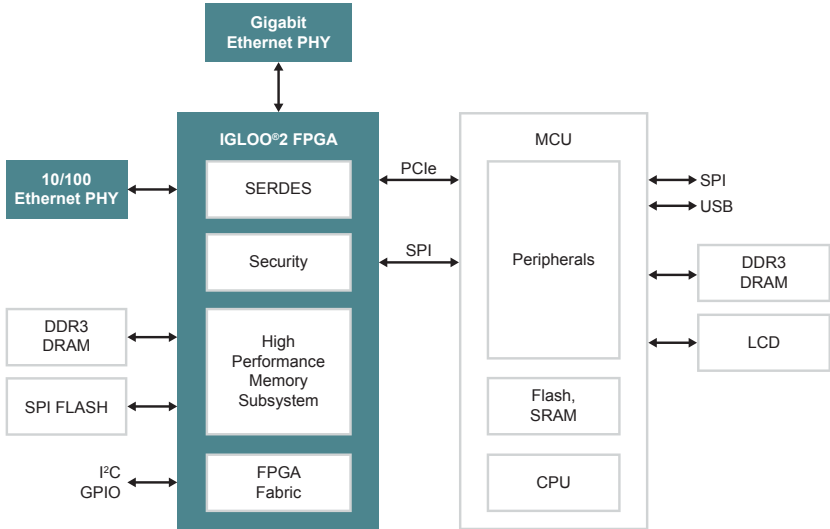 Gigabit
Ethernet PHY
IGLOO®2 FPGA
MCU
10/100
Ethernet PHY
SERDES
PCIe
SPI
USB
Security
SPI
Peripherals
DDR3
DRAM
DDR3
DRAM
High
Performance
Memory
Subsystem
LCD
SPI FLASH
Flash,
SRAM
I²C
GPIO
FPGA
Fabric
CPU